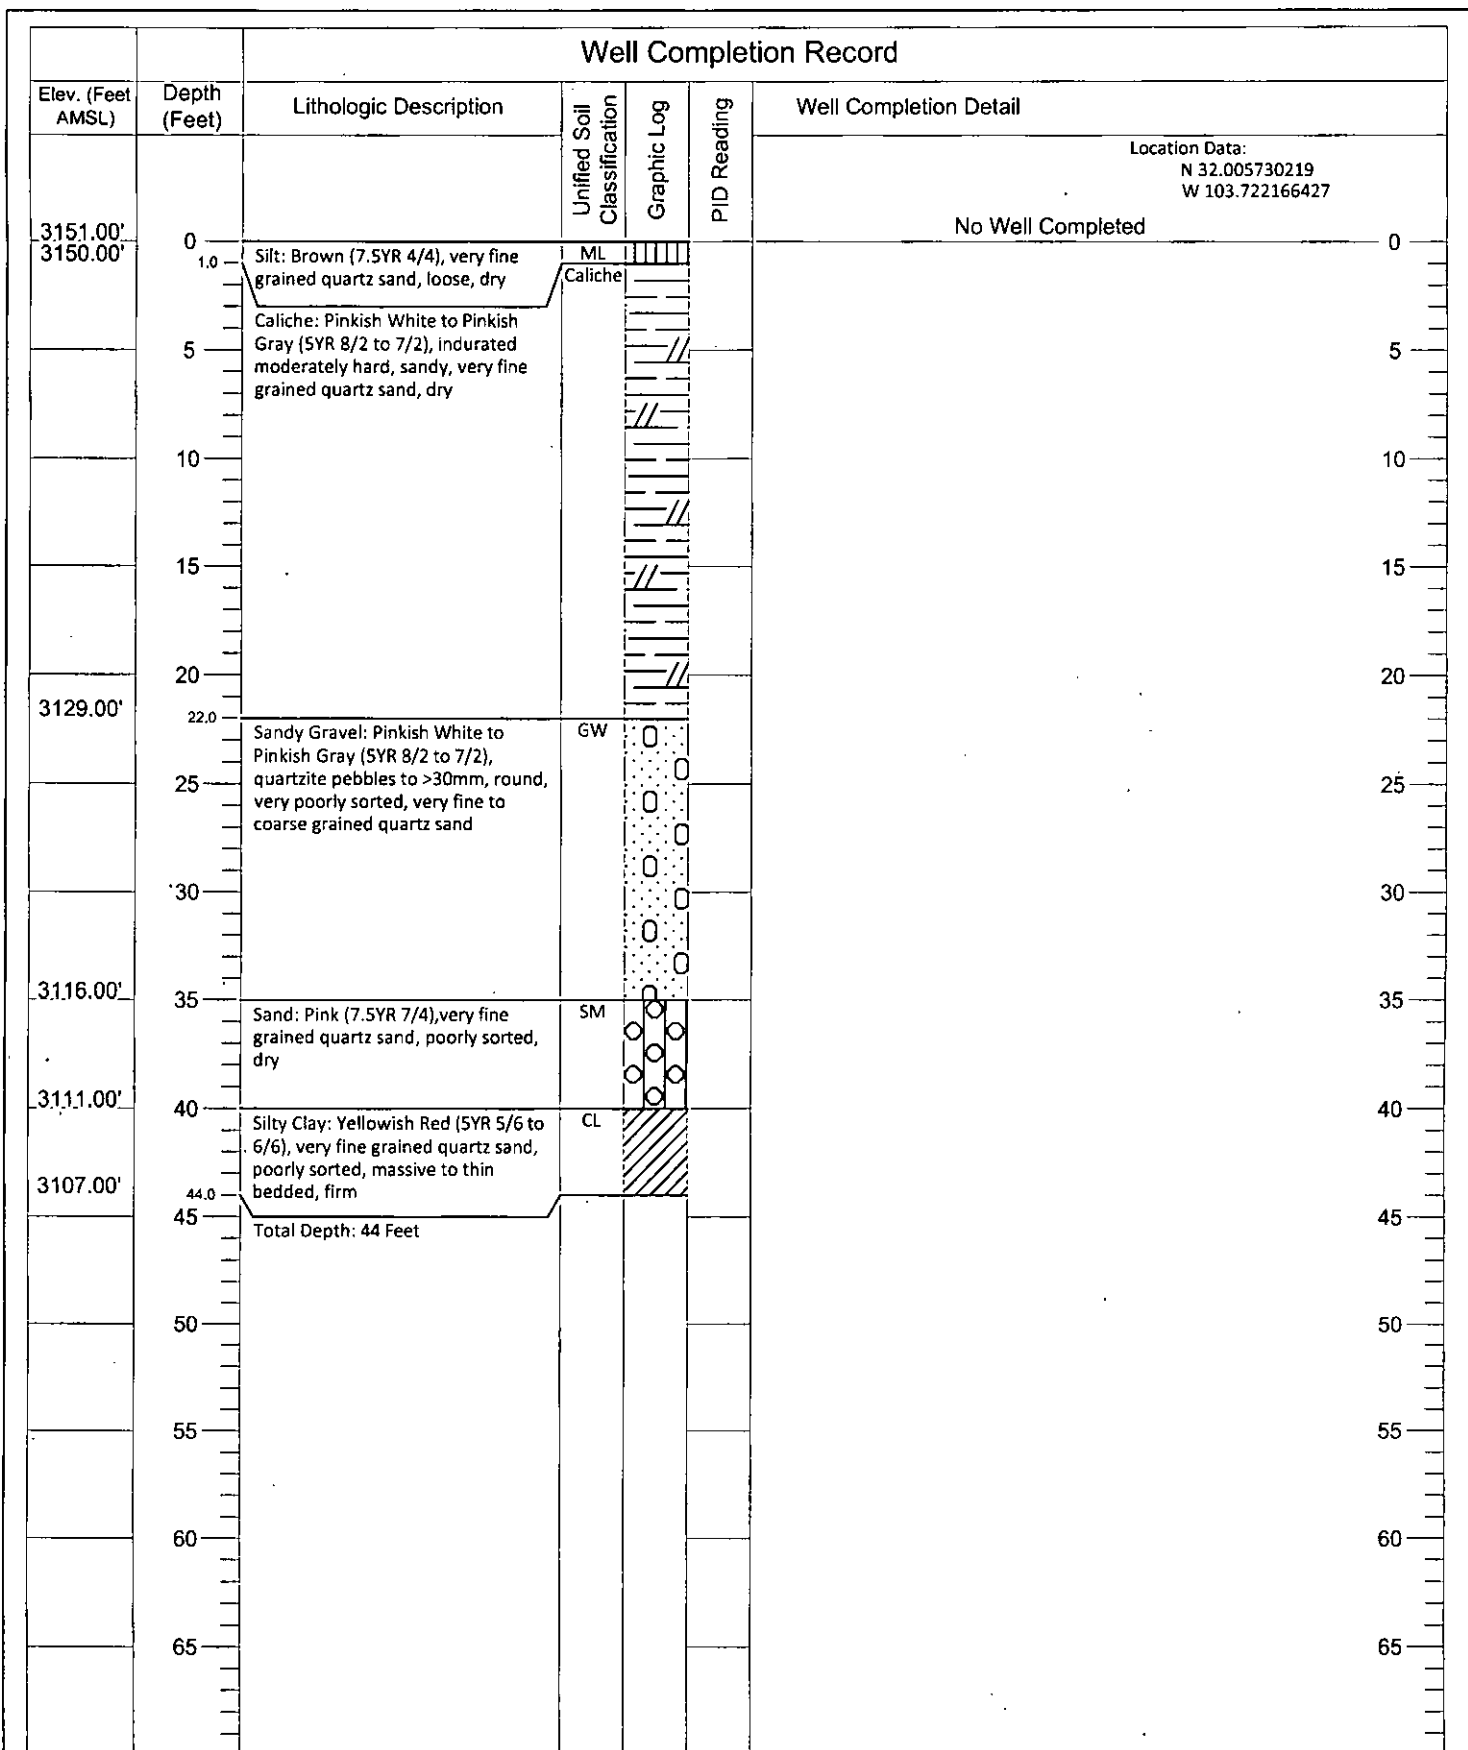 Well Completion Record
Elev. (Feet
AMSL)
Depth
(Feet)
Lithologic Description
Unified Soil
Classification
Graphic Log
PID Reading
Well Completion Detail
Location Data:
N 32.005730219
W 103.722166427
No Well Completed
3151.00'
0
0
3150.00'
1.0
Silt: Brown (7.5YR 4/4), very fine
grained quartz sand, loose, dry
ML
Caliche
Caliche: Pinkish White to Pinkish
Gray (5YR 8/2 to 7/2), indurated
moderately hard, sandy, very fine
grained quartz sand, dry
5
5
10
10
15
15
20
20
3129.00'
22.0
Sandy Gravel: Pinkish White to
Pinkish Gray (5YR 8/2 to 7/2),
quartzite pebbles to >30mm, round,
very poorly sorted, very fine to
coarse grained quartz sand
GW
25
25
30
30
3116.00'
35
35
Sand: Pink (7.5YR 7/4),very fine
grained quartz sand, poorly sorted,
dry
SM
3111.00'
40
40
Silty Clay: Yellowish Red (5YR 5/6 to
6/6), very fine grained quartz sand,
poorly sorted, massive to thin
bedded, firm
CL
3107.00'
44.0
45
45
Total Depth: 44 Feet
50
50
55
55
60
60
65
65